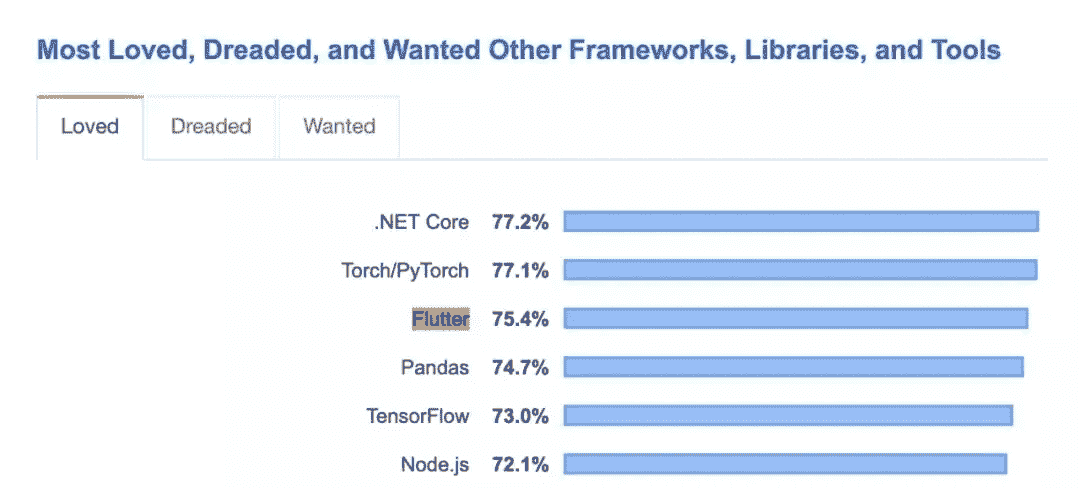 Most Loved, Dreaded, and Wanted Other Frameworks, Libraries, and Tools
Loved Dreaded Wanted
.NET Core 77.2%
Torch/PyTorch 77.1%
Flutter 75.4%
Pandas 74.7%
TensorFlow 73.0%
Node.js 72.1%